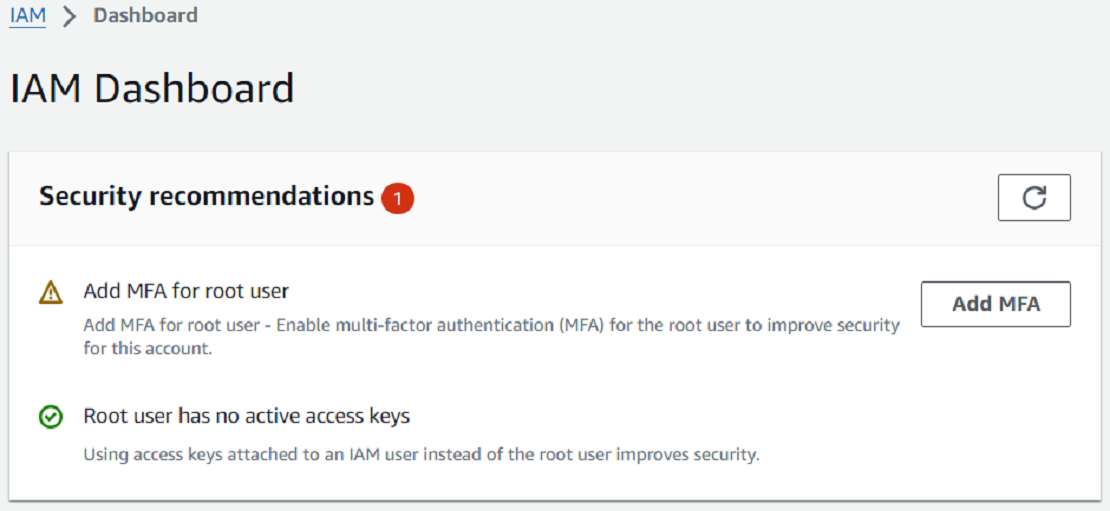 IAM > Dashboard
IAM Dashboard
Security recommendations 1
Add MFA for root user
Add MFA
Add MFA for root user - Enable multi-factor authentication (MFA) for the root user to improve security
for this account.
Root user has no active access keys
Using access keys attached to an IAM user instead of the root user improves security.